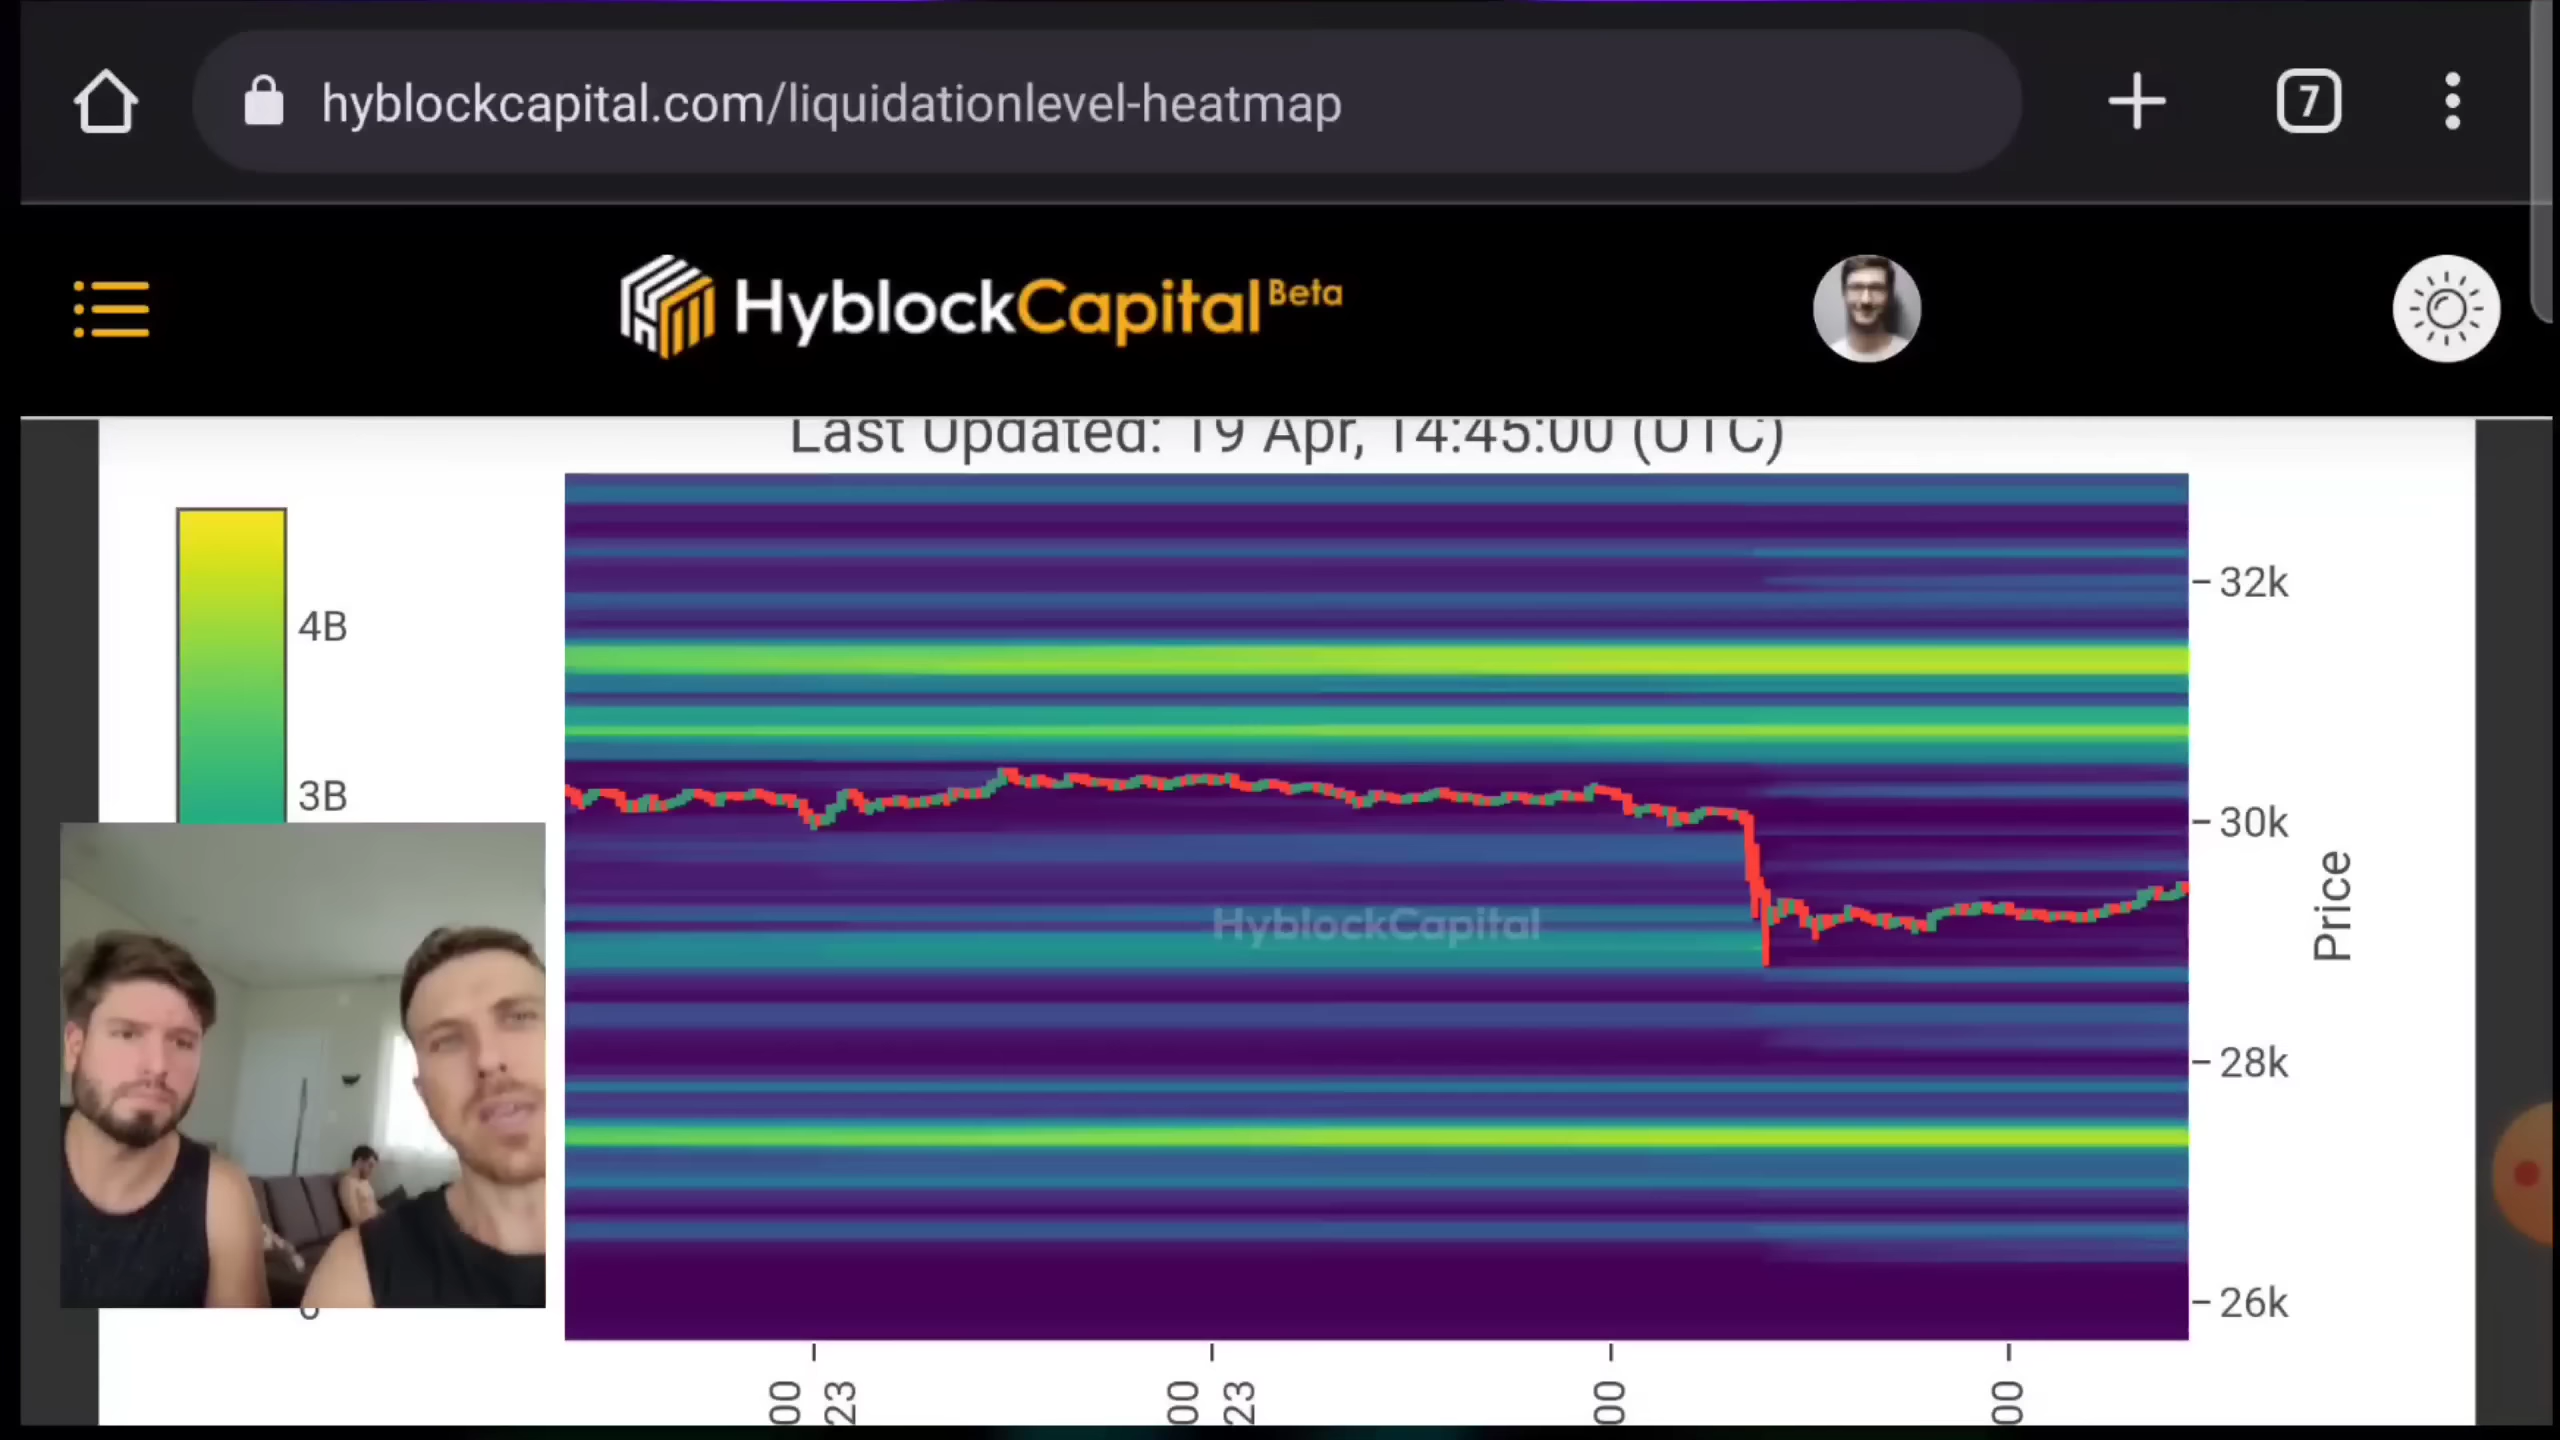 hyblockcapital.com/liquidationlevel-heatmap
7
HyblockCapital Beta
Last Updated: 19 Apr, 14:45:00 (UTC)
4B
3B
32k
30k
28k
26k
Price
HyblockCapital
00
23
00
23
00
00